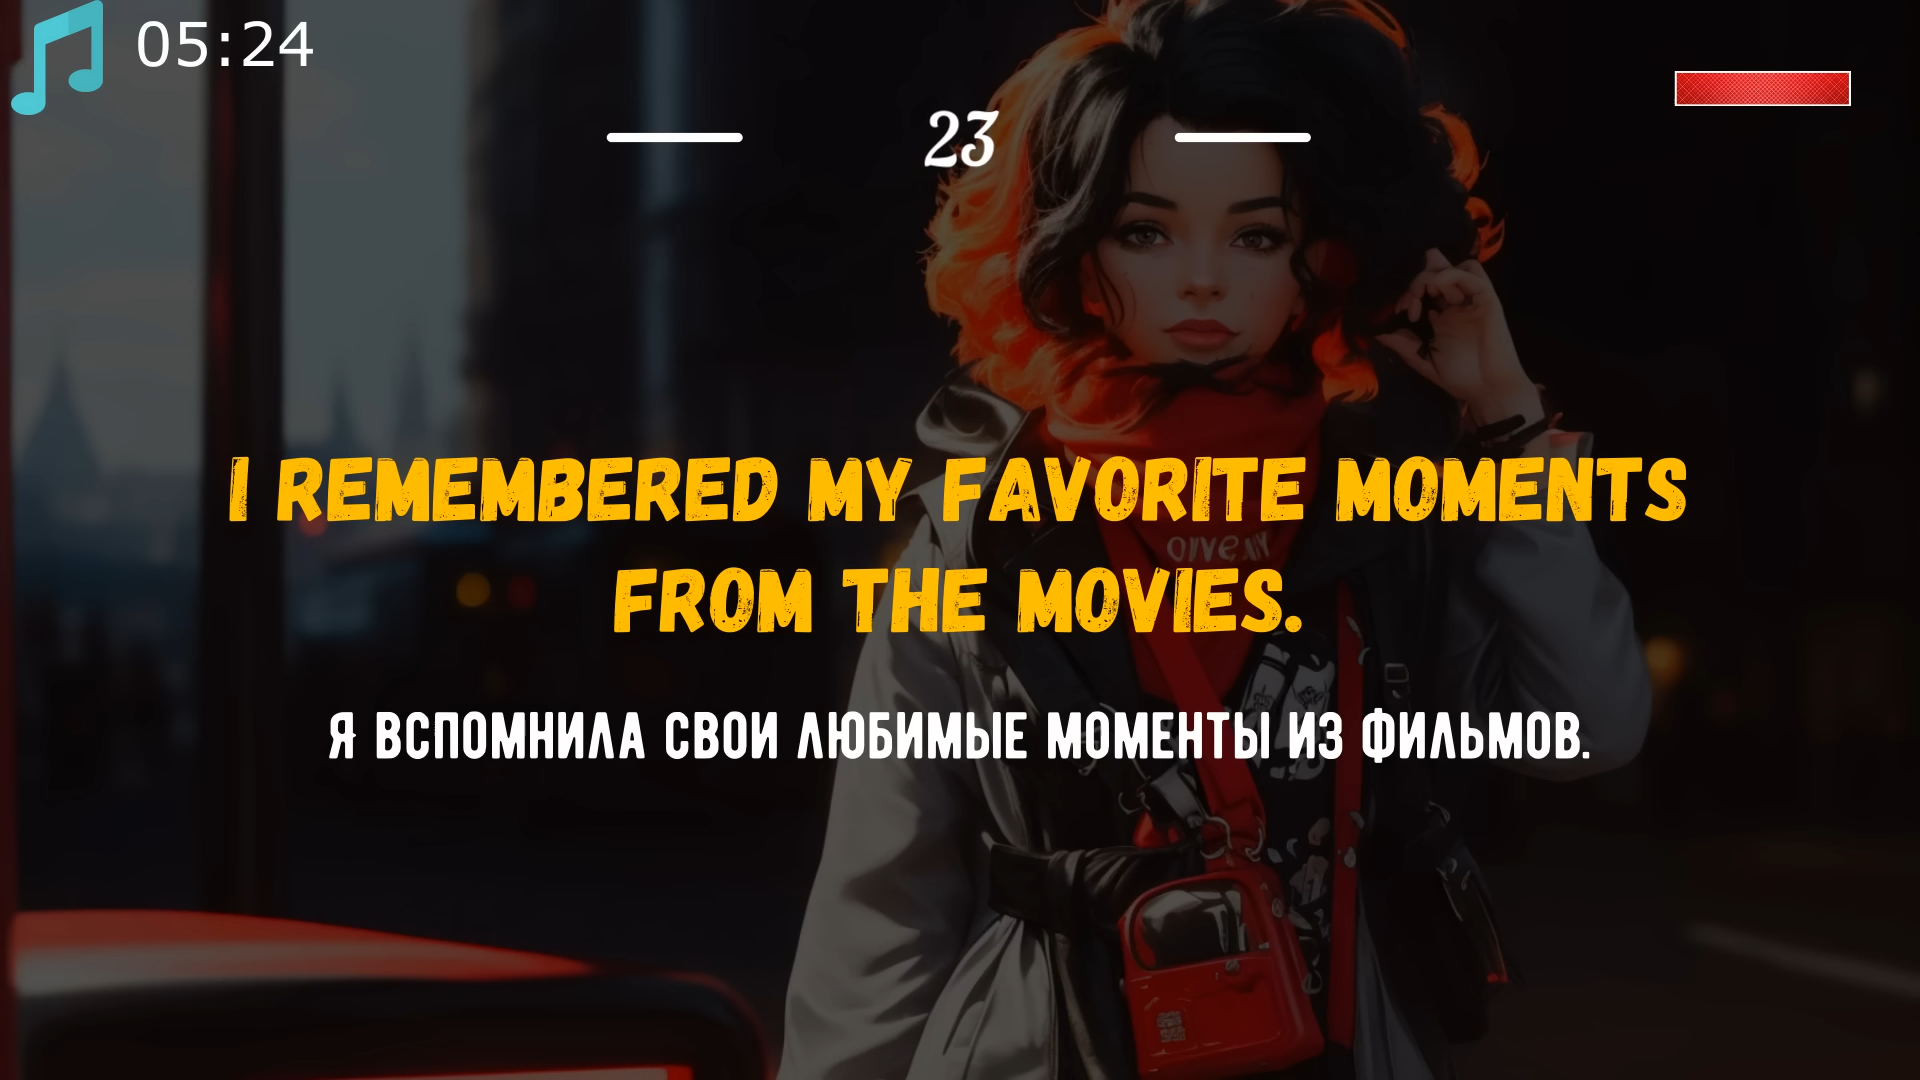 05:24
23
I REMEMBERED MY FAVORITE MOMENTS
FROM THE MOVIES.
Я ВСПОМНИЛА СВОИ ЛЮБИМЫЕ МОМЕНТЫ ИЗ ФИЛЬМОВ.